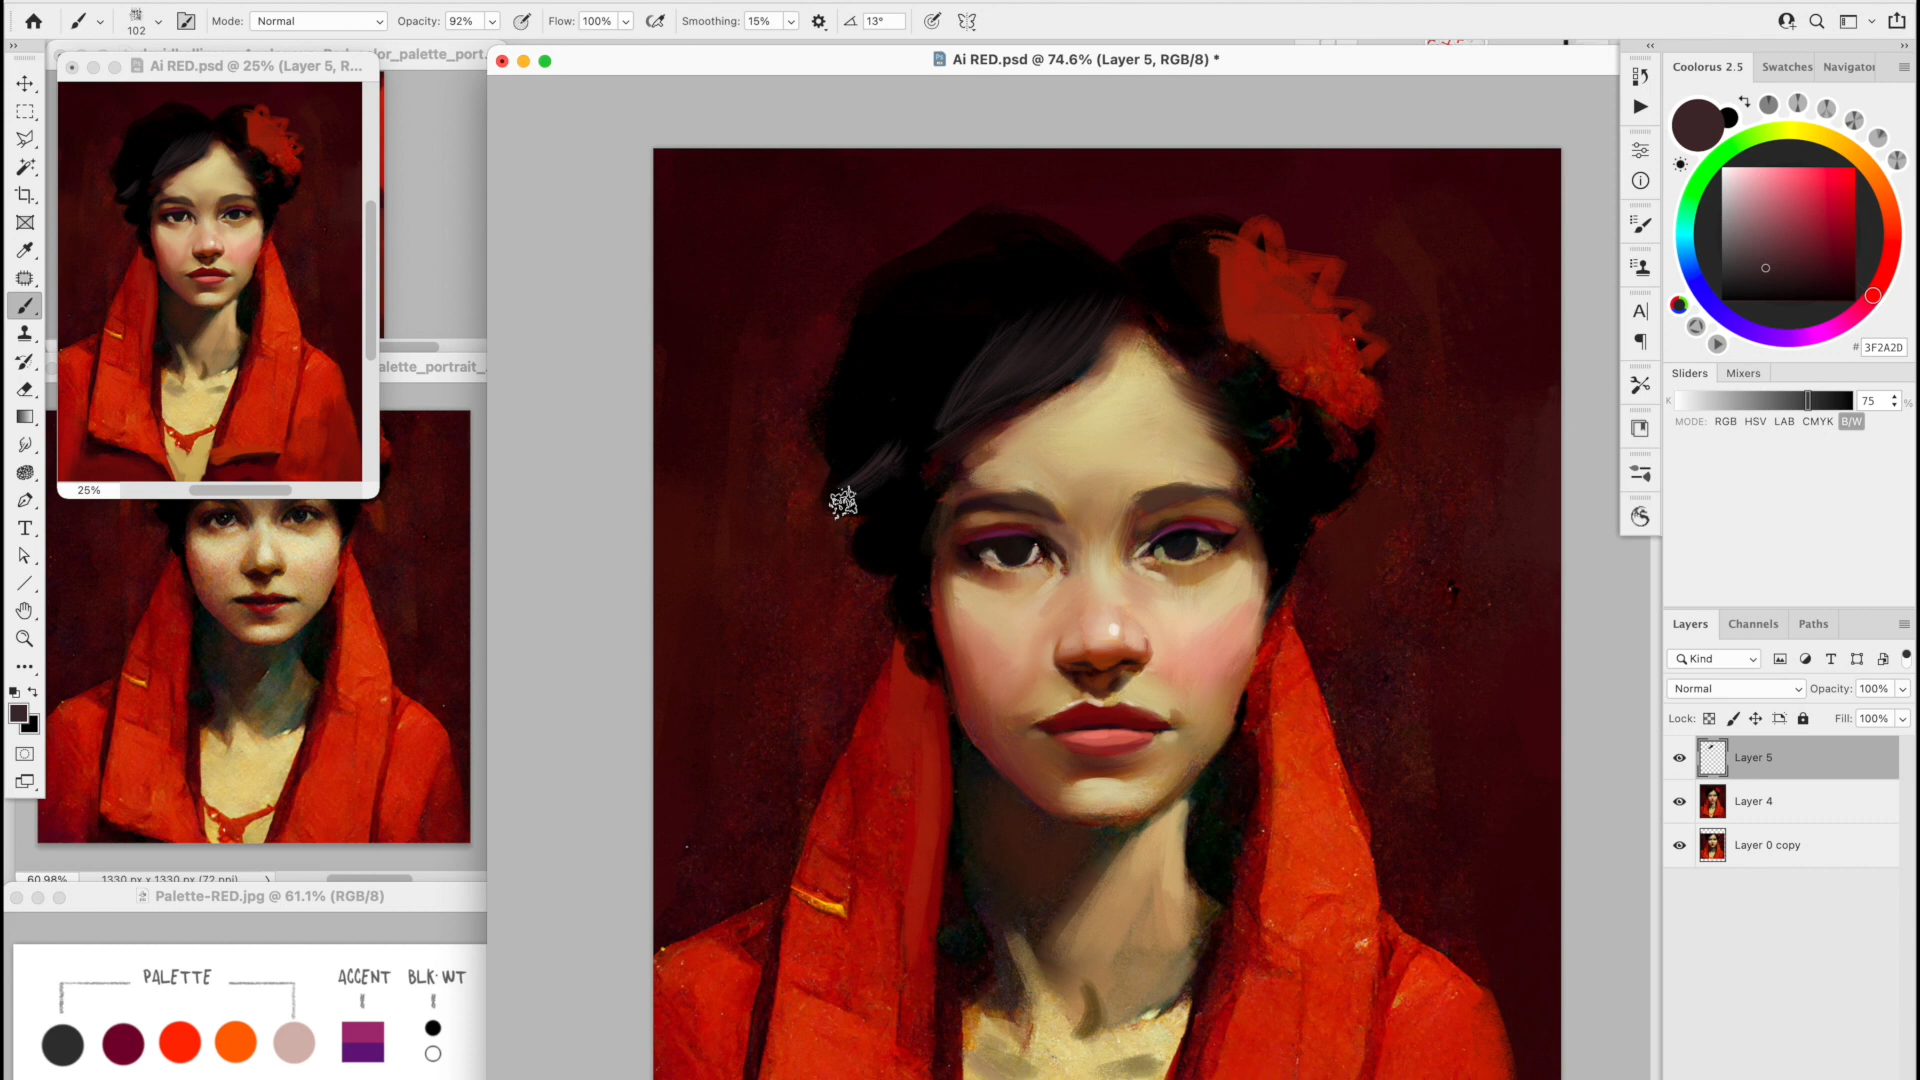 Mode: Normal Opacity: 92% Flow: 100% Smoothing: 15% 13°
102
or_palette_port...
Ai RED.psd @ 25% (Layer 5, R...
Ai RED.psd @ 74.6% (Layer 5, RGB/8) *
Coolorus 2.5 Swatches Navigator
# 3F2A2D
alette_portrait_
Sliders Mixers
K 75 %
MODE: RGB HSV LAB CMYK B/W
25%
Layers Channels Paths
Kind
Normal Opacity: 100%
Lock: Fill: 100%
Layer 5
Layer 4
Layer 0 copy
60.98% 1330 px x 1330 px (72 ppi)
Palette-RED.jpg @ 61.1% (RGB/8)
PALETTE ACCENT BLK·WT